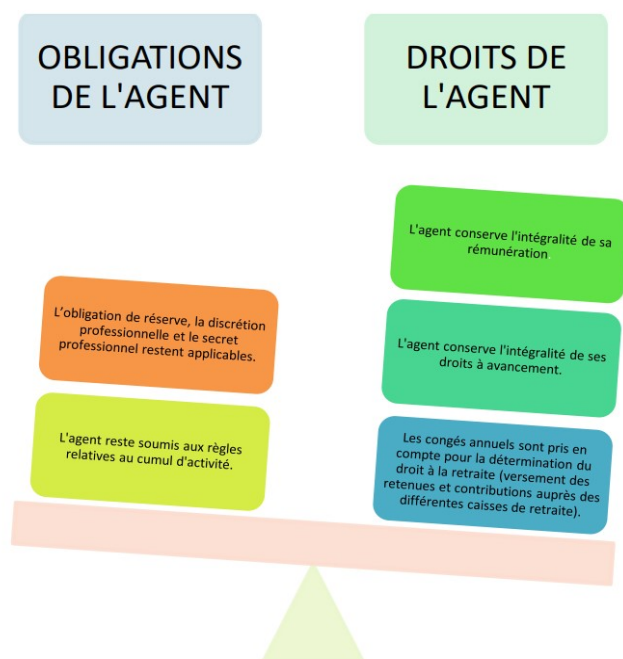 OBLIGATIONS
DE L'AGENT
DROITS DE
L'AGENT
L'agent conserve l'intégralité de sa
rémunération.
L'obligation de réserve, la discrétion
professionnelle et le secret
professionnel restent applicables.
L'agent conserve l'intégralité de ses
droits à avancement.
L'agent reste soumis aux règles
relatives au cumul d'activité.
Les congés annuels sont pris en
compte pour la détermination du
droit à la retraite (versement des
retenues et contributions auprès des
différentes caisses de retraite).